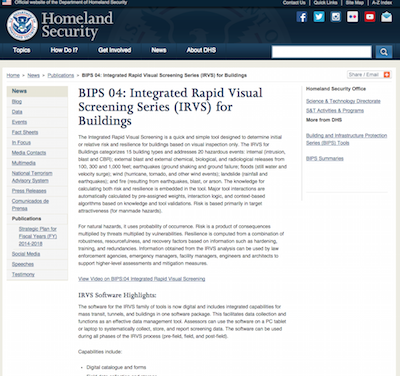 Official website of the Department of Homeland Security
Contact Us Quick Links Site Map A-Z Index
Homeland
Security
Topics How Do I? Get Involved News About DHS
Home > News > Publications > BIPS 04: Integrated Rapid Visual Screening Series (IRVS) for Buildings
Share / Email
News
Blog
Data
Events
Fact Sheets
In Focus
Media Contacts
Multimedia
National Terrorism
Advisory System
Press Releases
Comunicados de
Prensa
Publications
Strategic Plan for
Fiscal Years (FY)
2014-2018
Social Media
Speeches
Testimony
BIPS 04: Integrated Rapid Visual
Screening Series (IRVS) for
Buildings
The Integrated Rapid Visual Screening is a quick and simple tool designed to determine initial
or relative risk and resilience for buildings based on visual inspection only. The IRVS for
Buildings categorizes 15 building types and addresses 20 hazardous events: internal (intrusion,
blast and CBR); external blast and external chemical, biological, and radiological releases from
100, 300 and 1,000 feet; earthquakes (ground shaking and ground failure; floods (still water and
velocity surge); wind (hurricane, tornado, and other wind events); landslide (rainfall and
earthquakes); and fire (resulting from earthquakes, blast, or arson. The knowledge for
calculating both risk and resilience is embedded in the tool. Major tool interactions are
automatically calculated by pre-assigned weights, interaction logic, and context-based
algorithms based on knowledge and tool validations. Risk is based primarily in target
attractiveness (for manmade hazards).
For natural hazards, it uses probability of occurrence. Risk is a product of consequences
multiplied by threats multiplied by vulnerabilities. Resilience is computed from a combination of
robustness, resourcefulness, and recovery factors based on information such as hardening,
training, and redundancies. Information obtained from the IRVS analysis can be used by law
enforcement agencies, emergency managers, facility managers, engineers and architects to
support higher-level assessments and mitigation measures.
View Video on BIPS:04 Integrated Rapid Visual Screening
IRVS Software Highlights:
The software for the IRVS family of tools is now digital and includes integrated capabilities for
mass transit, tunnels, and buildings in one software package. This facilitates data collection and
functions as an effective data management tool. Assessors can use the software on a PC tablet
or laptop to systematically collect, store, and report screening data. The software can be used
during all phases of the IRVS process (pre-field, field, and post-field).
Capabilities include:
Digital catalogue and forms
Homeland Security Office
Science & Technology Directorate
S&T Activities & Programs
More from DHS
Building and Infrastructure Protection
Series (BIPS) Tools
BIPS Summaries